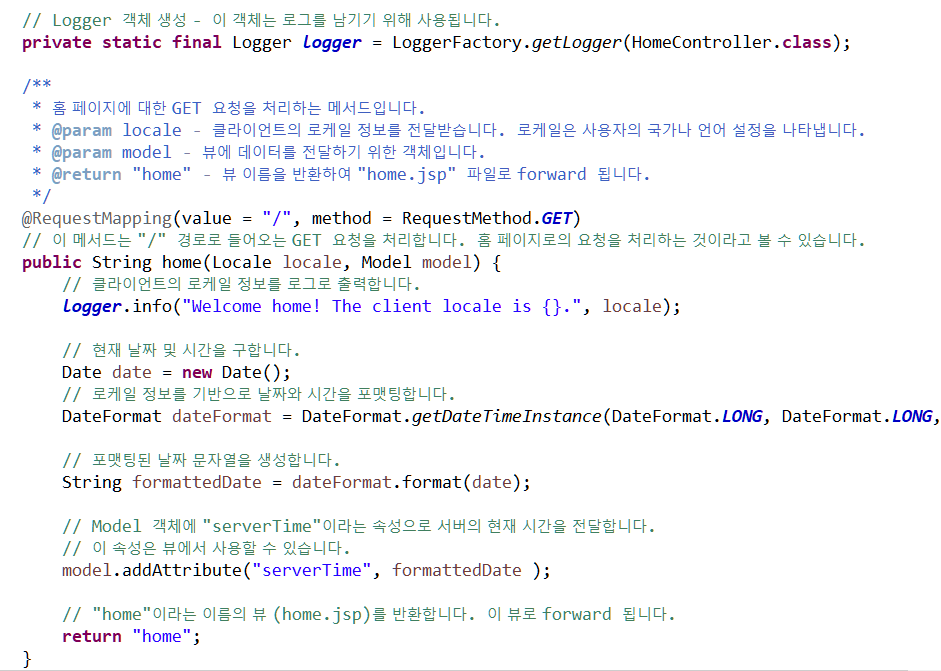 // Logger 객체 생성 - 이 객체는 로그를 남기기 위해 사용됩니다.
private static final Logger logger = LoggerFactory.getLogger(HomeController.class);
/**
* 홈 페이지에 대한 GET 요청을 처리하는 메서드입니다.
* @param locale - 클라이언트의 로케일 정보를 전달받습니다. 로케일은 사용자의 국가나 언어 설정을 나타냅니다.
* @param model - 뷰에 데이터를 전달하기 위한 객체입니다.
* @return "home" - 뷰 이름을 반환하여 "home.jsp" 파일로 forward 됩니다.
*/
@RequestMapping(value = "/", method = RequestMethod.GET)
// 이 메서드는 "/" 경로로 들어오는 GET 요청을 처리합니다. 홈 페이지로의 요청을 처리하는 것이라고 볼 수 있습니다.
public String home(Locale locale, Model model) {
// 클라이언트의 로케일 정보를 로그로 출력합니다.
logger.info("Welcome home! The client locale is {}.", locale);
// 현재 날짜 및 시간을 구합니다.
Date date = new Date();
// 로케일 정보를 기반으로 날짜와 시간을 포맷팅합니다.
DateFormat dateFormat = DateFormat.getDateTimeInstance(DateFormat.LONG, DateFormat.LONG,
// 포맷팅된 날짜 문자열을 생성합니다.
String formattedDate = dateFormat.format(date);
// Model 객체에 "serverTime"이라는 속성으로 서버의 현재 시간을 전달합니다.
// 이 속성은 뷰에서 사용할 수 있습니다.
model.addAttribute("serverTime", formattedDate );
// "home"이라는 이름의 뷰 (home.jsp)를 반환합니다. 이 뷰로 forward 됩니다.
return "home";
}